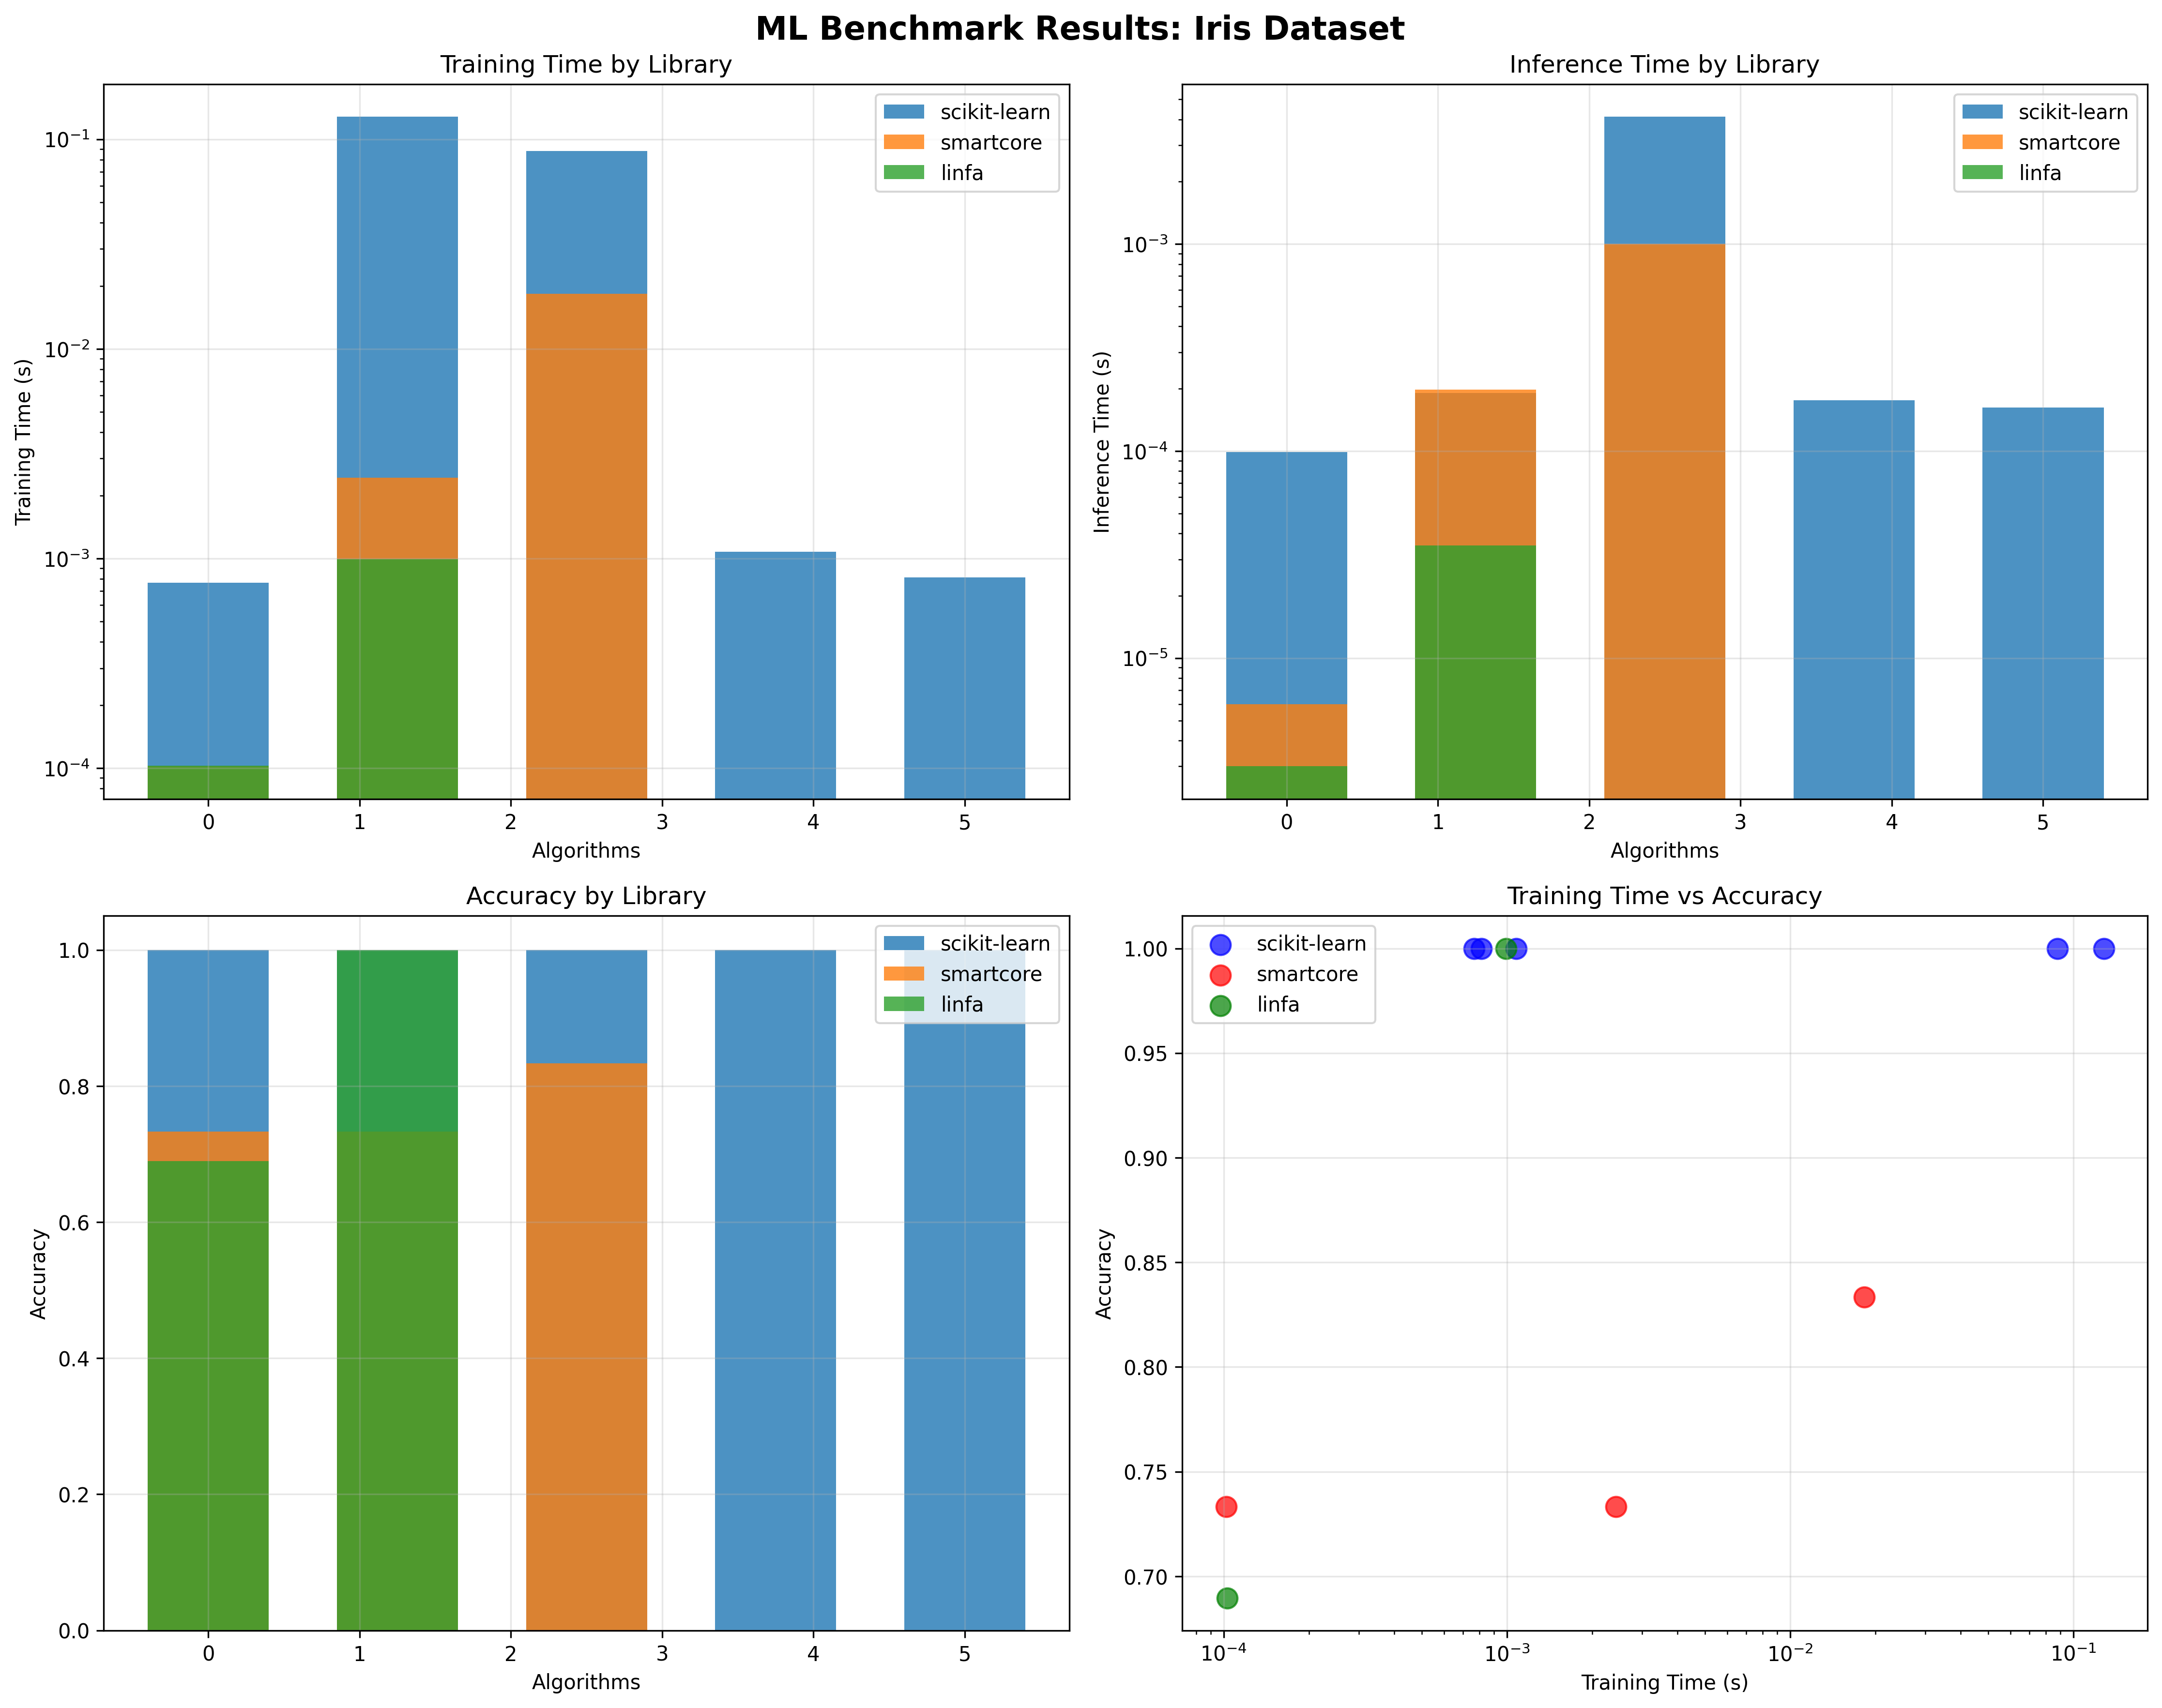 ML Benchmark Results: Iris Dataset
Training Time by Library
scikit-learn
smartcore
linfa
10⁻¹
10⁻²
10⁻³
10⁻⁴
Training Time (s)
0 1 2 3 4 5
Algorithms
Inference Time by Library
scikit-learn
smartcore
linfa
10⁻³
10⁻⁴
10⁻⁵
Inference Time (s)
0 1 2 3 4 5
Algorithms
Accuracy by Library
scikit-learn
smartcore
linfa
1.0
0.8
0.6
0.4
0.2
0.0
Accuracy
0 1 2 3 4 5
Algorithms
Training Time vs Accuracy
scikit-learn
smartcore
linfa
1.00
0.95
0.90
0.85
0.80
0.75
0.70
Accuracy
10⁻⁴ 10⁻³ 10⁻² 10⁻¹
Training Time (s)